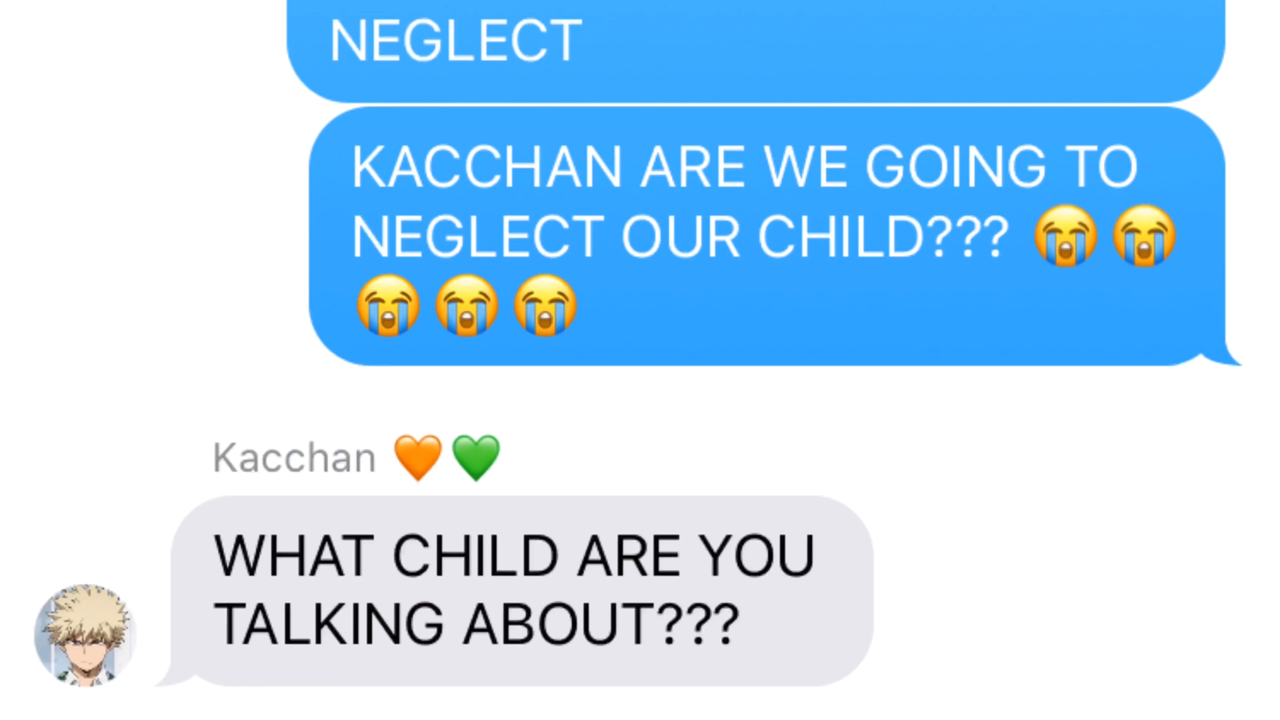 NEGLECT
KACCHAN ARE WE GOING TO
NEGLECT OUR CHILD??? 😭😭
😭😭😭
Kacchan 🧡💚
WHAT CHILD ARE YOU
TALKING ABOUT???